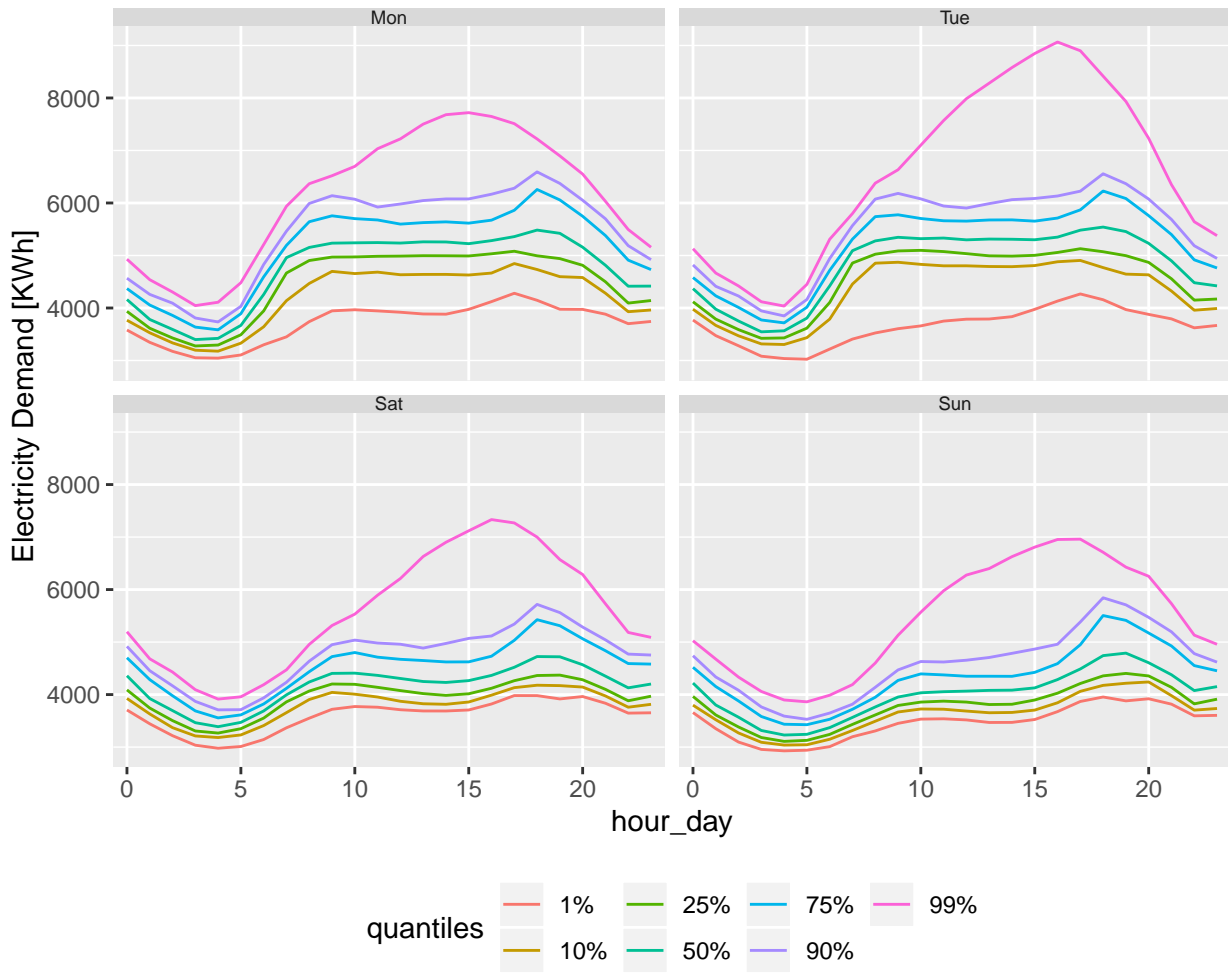 Mon
Tue
8000
6000
4000
Sat
Sun
8000
6000
4000
Electricity Demand [KWh]
0 5 10 15 20
0 5 10 15 20
hour_day
quantiles
1% 25% 75% 99%
10% 50% 90%